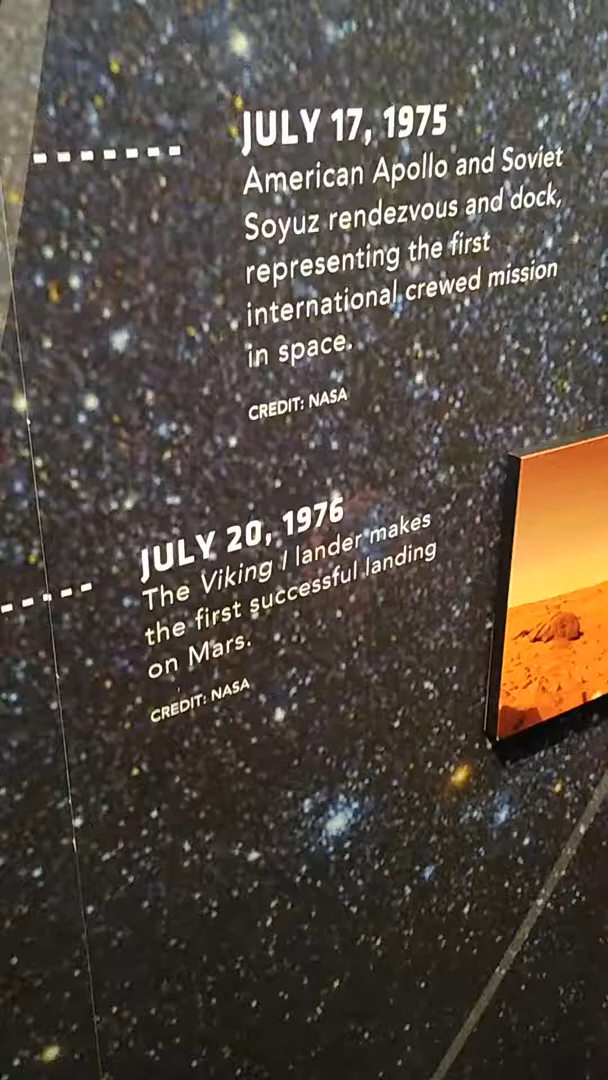 JULY 17, 1975
American Apollo and Soviet
Soyuz rendezvous and dock,
representing the first
international crewed mission
in space.
CREDIT: NASA
JULY 20, 1976
The Viking I lander makes
the first successful landing
on Mars.
CREDIT: NASA